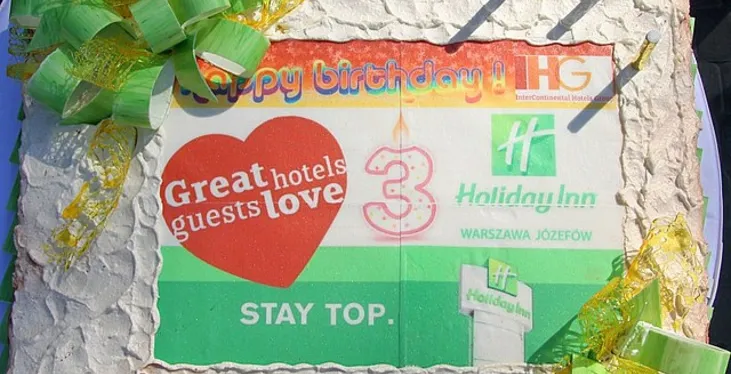 happy birthday !
IHG
InterContinental Hotels Group
Great hotels
guests love
3
H
Holiday Inn
WARSZAWA JÓZEFÓW
H
Holiday Inn
STAY TOP.